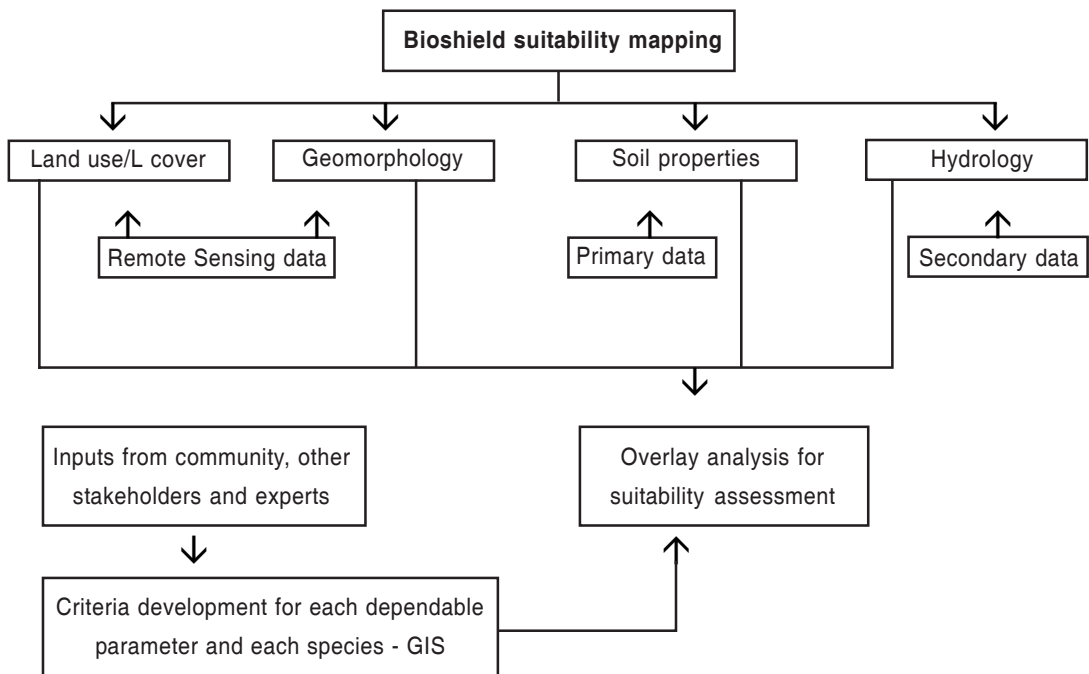 Bioshield suitability mapping
Land use/L cover
Geomorphology
Soil properties
Hydrology
Remote Sensing data
Primary data
Secondary data
Inputs from community, other
stakeholders and experts
Overlay analysis for
suitability assessment
Criteria development for each dependable
parameter and each species - GIS